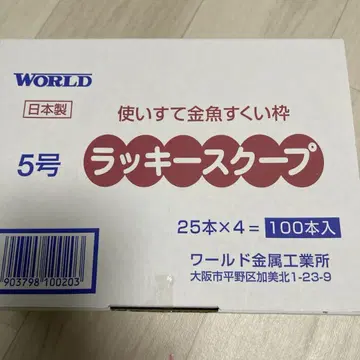 WORLD
日本製
使いすて金魚すくい枠
5号
ラッキースクープ
25本×4=100本入
ワールド金属工業所
大阪市平野区加美北1-23-9
903798 100203